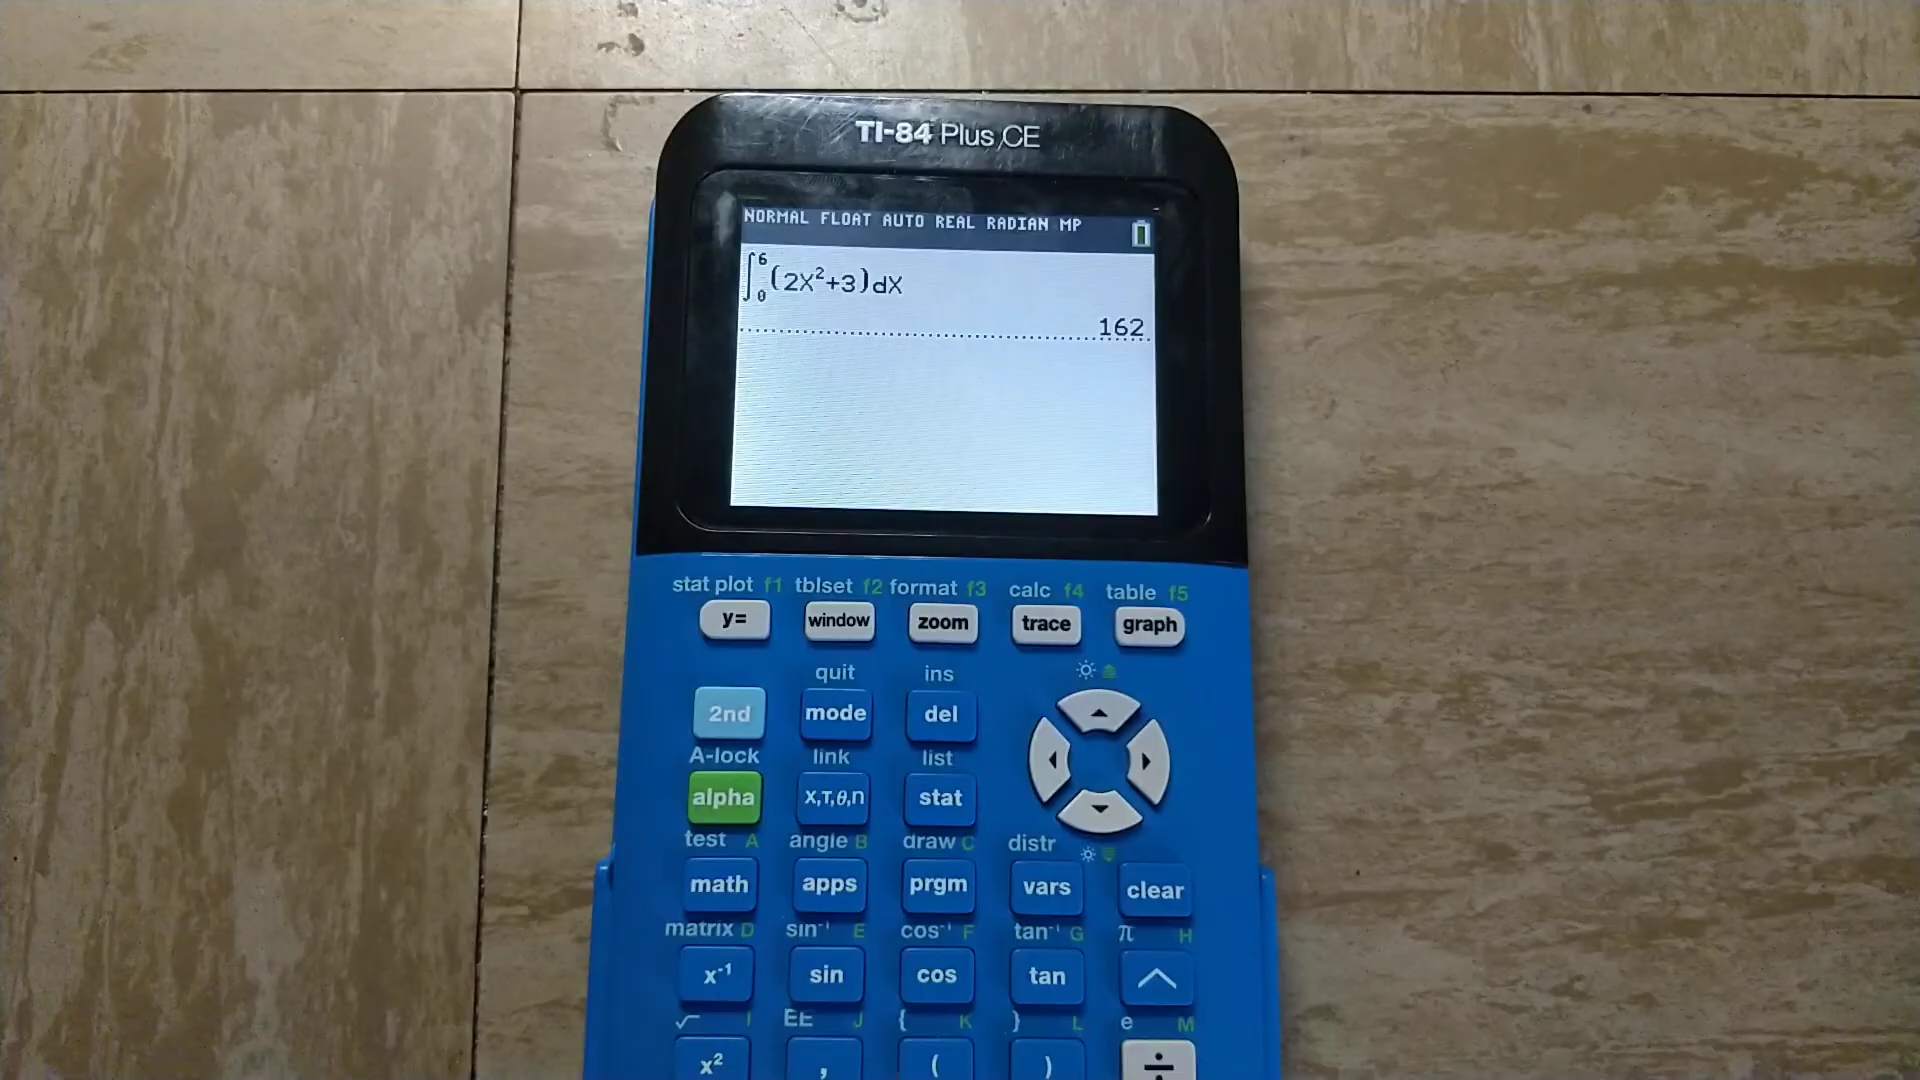 TI-84 Plus CE
NORMAL FLOAT AUTO REAL RADIAN MP
∫₀⁶(2X²+3)dX
162
stat plot f1 tblset f2 format f3 calc f4 table f5
y= window zoom trace graph
quit ins
2nd mode del
A-lock link list
alpha X,T,θ,n stat
test A angle B draw C distr
math apps prgm vars clear
matrix D sin⁻¹ E cos⁻¹ F tan⁻¹ G π H
x⁻¹ sin cos tan ^
√ I EE J { K } L e M
x² , ( ) ÷